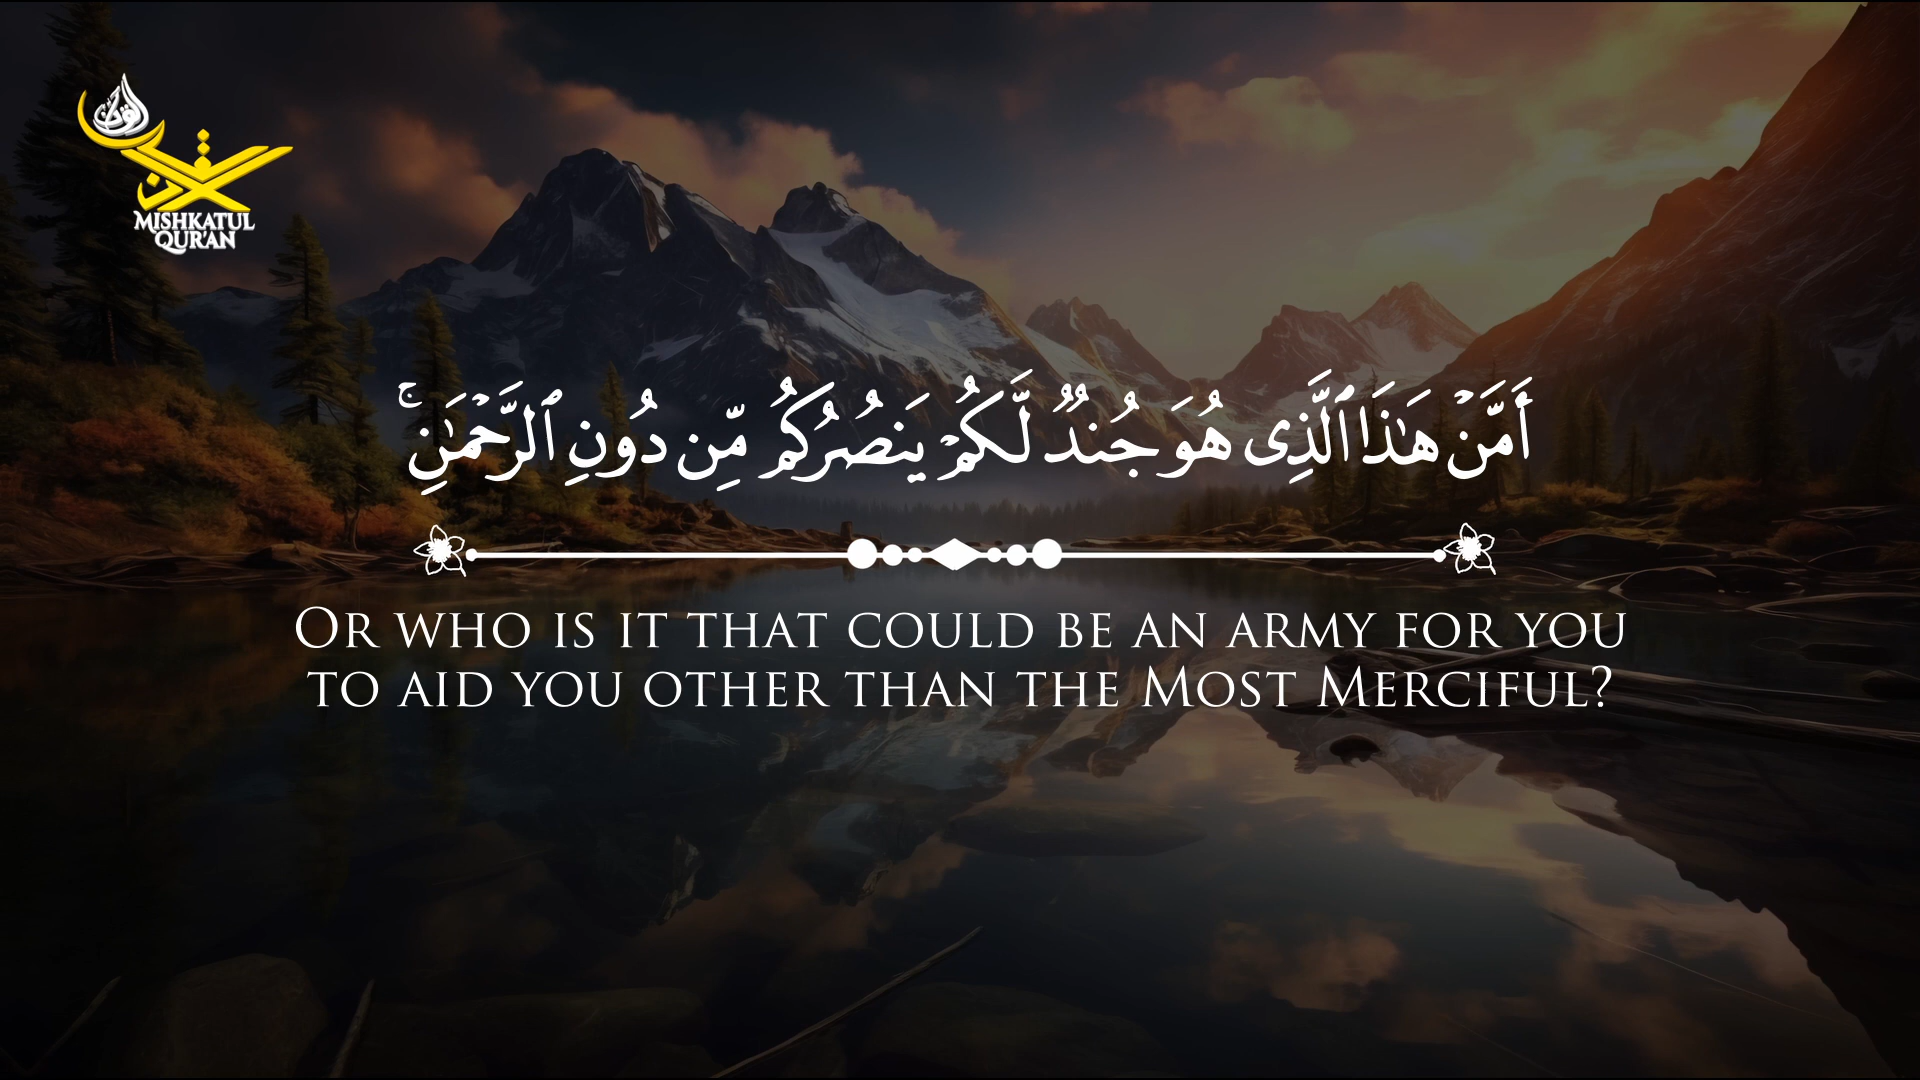 MISHKATUL
QUR'AN
أَمَّنۡ هَٰذَا ٱلَّذِى هُوَ جُندٌ لَّكُمۡ يَنصُرُكُم مِّن دُونِ ٱلرَّحۡمَٰنِۚ
Or who is it that could be an army for you
to aid you other than the Most Merciful?